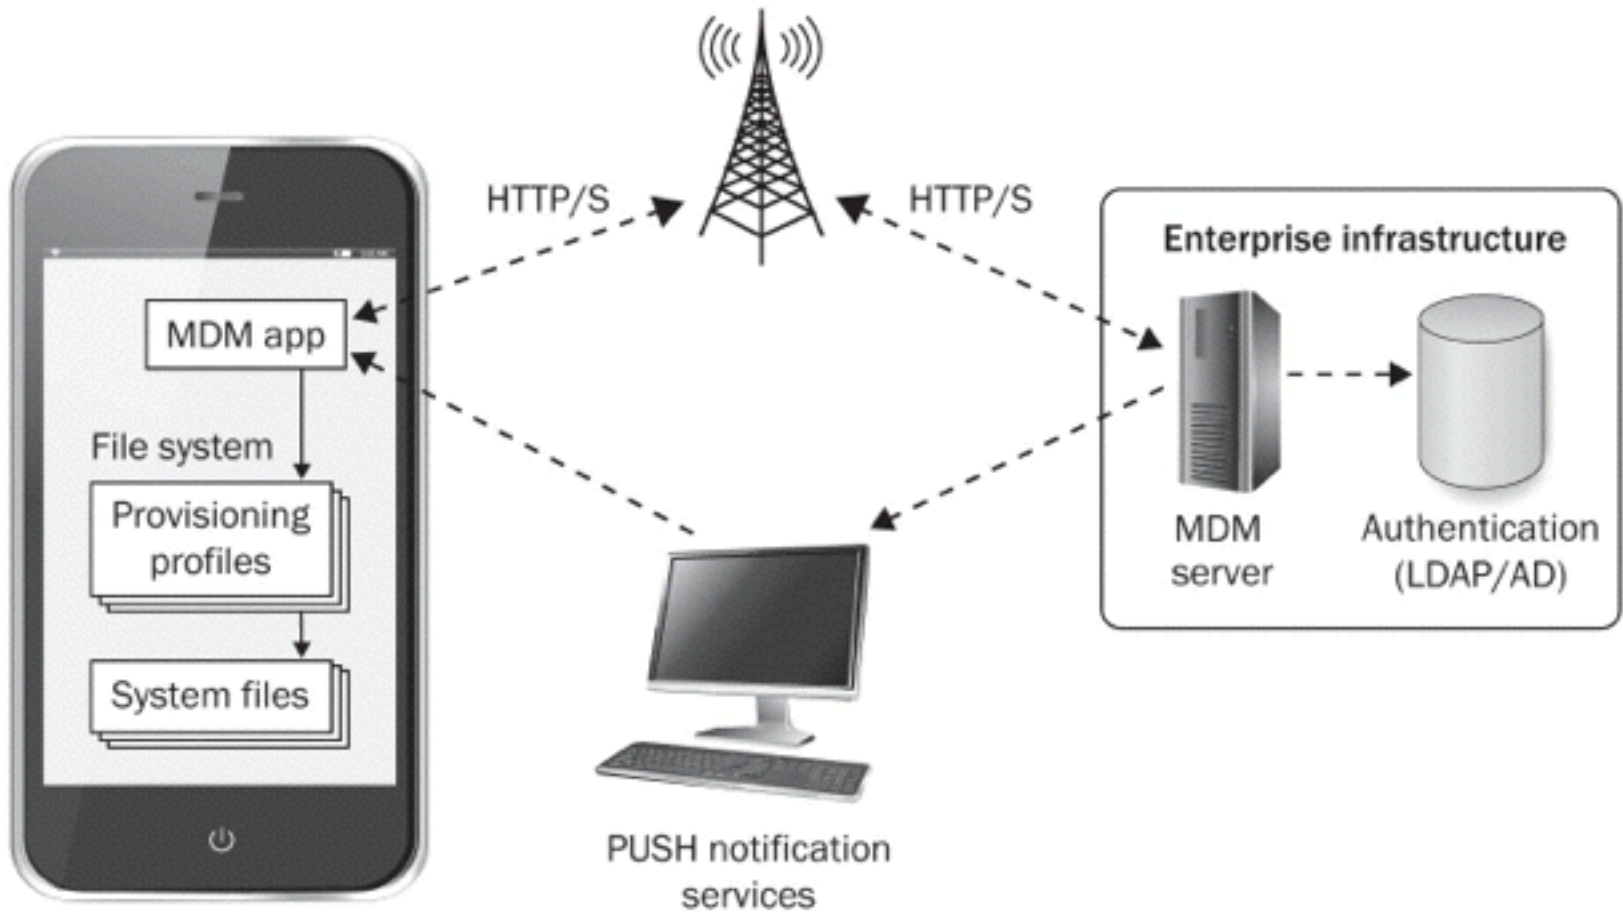 HTTP/S
HTTP/S
Enterprise infrastructure
MDM app
File system
Provisioning
profiles
System files
MDM
server
Authentication
(LDAP/AD)
PUSH notification
services